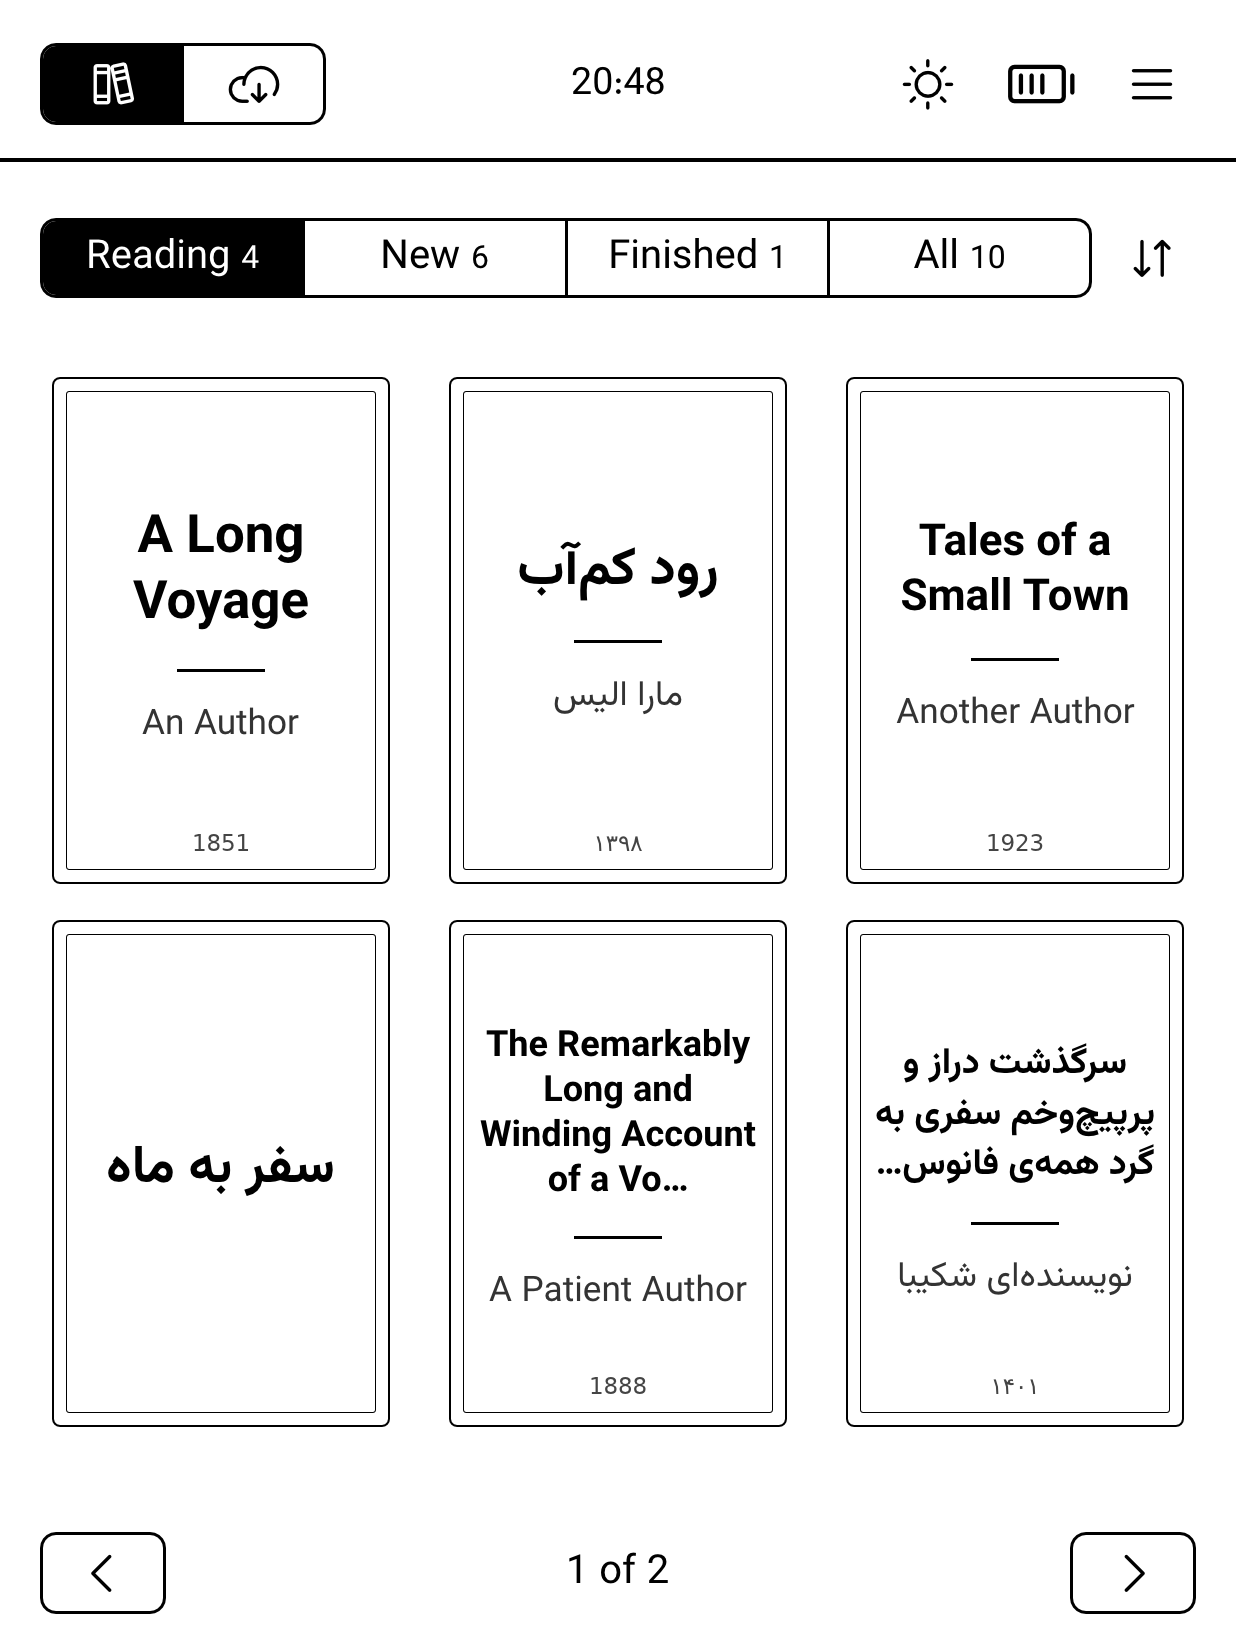 20:48
Reading 4
New 6
Finished 1
All 10
A Long
Voyage
An Author
1851
رود کم‌آب
مارا الیس
۱۳۹۸
Tales of a
Small Town
Another Author
1923
سفر به ماه
The Remarkably
Long and
Winding Account
of a Vo...
A Patient Author
1888
سرگذشت دراز و
پرپیچ‌وخم سفری به
گرد همه‌ی فانوس...
نویسنده‌ای شکیبا
۱۴۰۱
1 of 2